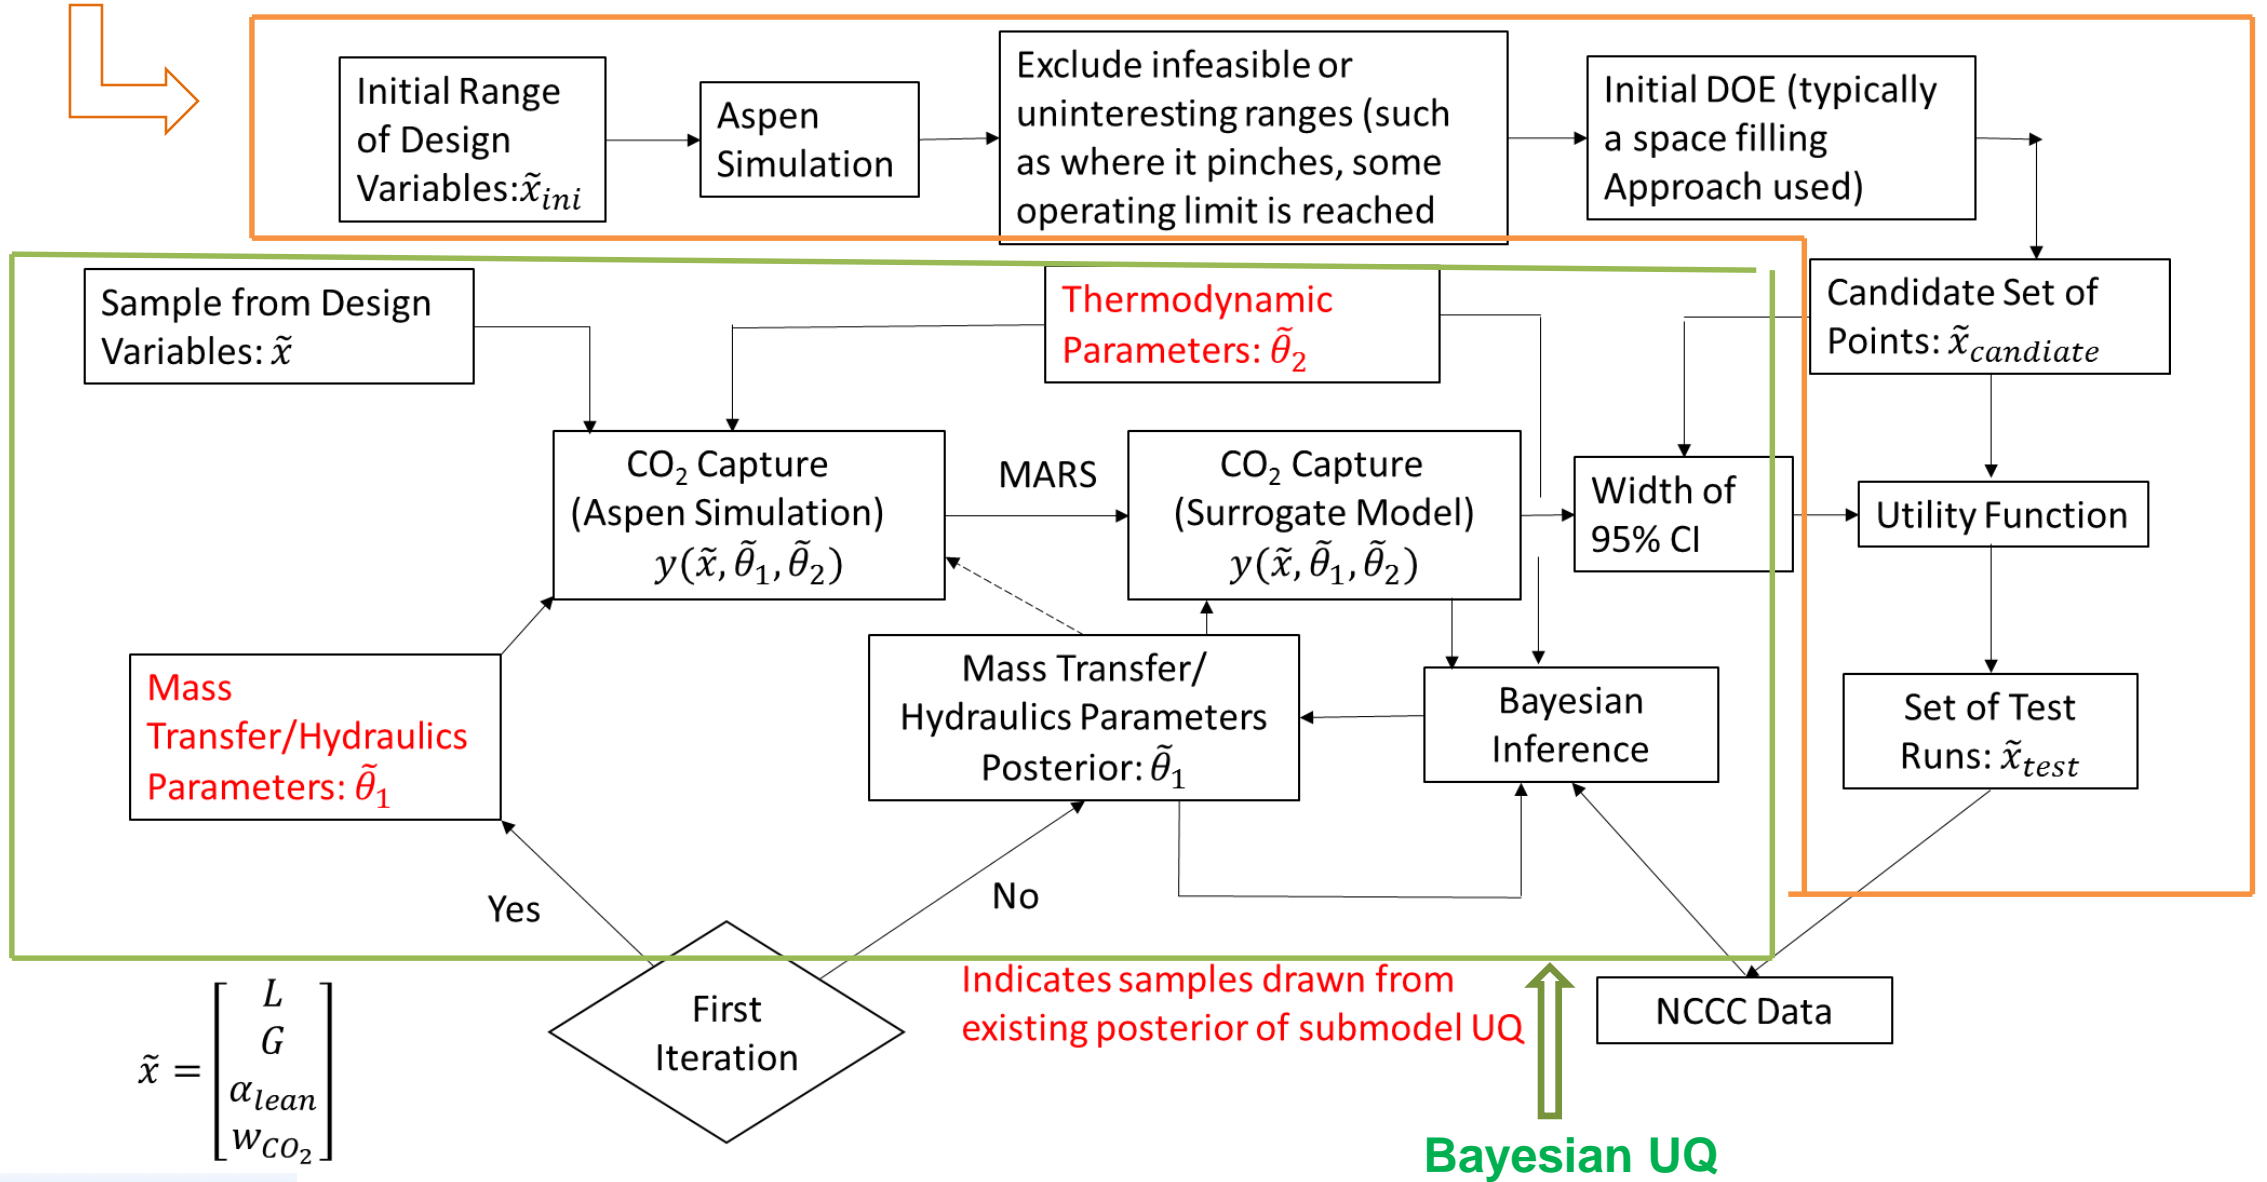 Initial Range
of Design
Variables:x̃ini
Aspen
Simulation
Exclude infeasible or
uninteresting ranges (such
as where it pinches, some
operating limit is reached
Initial DOE (typically
a space filling
Approach used)
Sample from Design
Variables: x̃
Thermodynamic
Parameters: θ̃2
Candidate Set of
Points: x̃candiate
CO2 Capture
(Aspen Simulation)
y(x̃, θ̃1, θ̃2)
MARS
CO2 Capture
(Surrogate Model)
y(x̃, θ̃1, θ̃2)
Width of
95% CI
Utility Function
Mass
Transfer/Hydraulics
Parameters: θ̃1
Mass Transfer/
Hydraulics Parameters
Posterior: θ̃1
Bayesian
Inference
Set of Test
Runs: x̃test
Yes
No
First
Iteration
Indicates samples drawn from
existing posterior of submodel UQ
NCCC Data
x̃ =
L
G
αlean
wCO2
Bayesian UQ